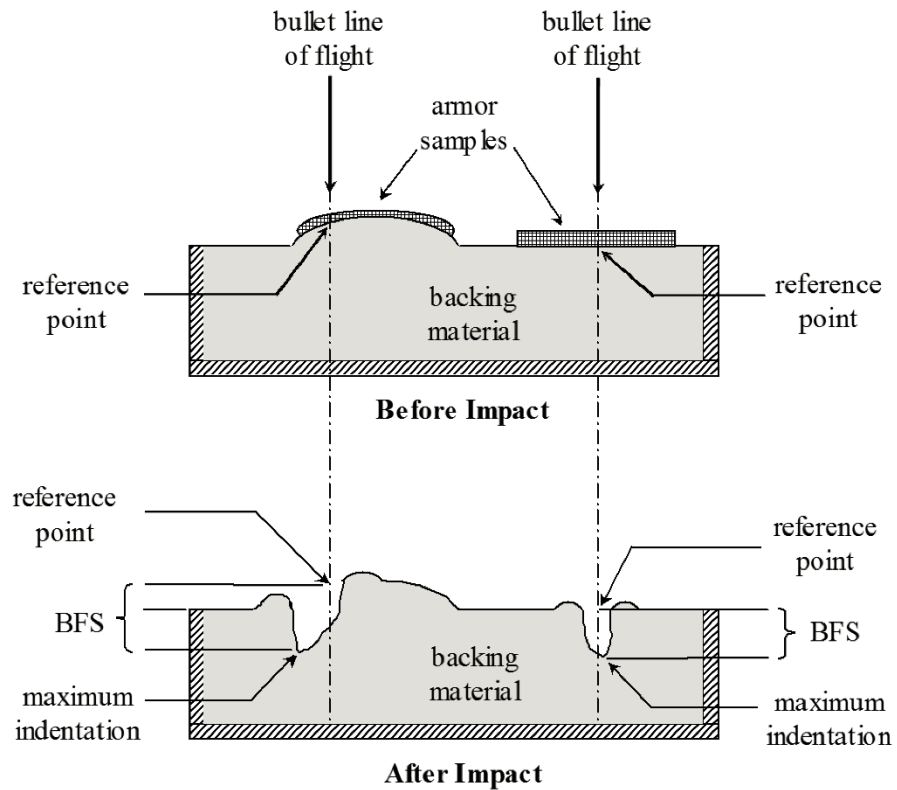 bullet line
of flight
bullet line
of flight
armor
samples
reference
point
backing
material
reference
point
Before Impact
reference
point
reference
point
BFS
BFS
backing
material
maximum
indentation
maximum
indentation
After Impact